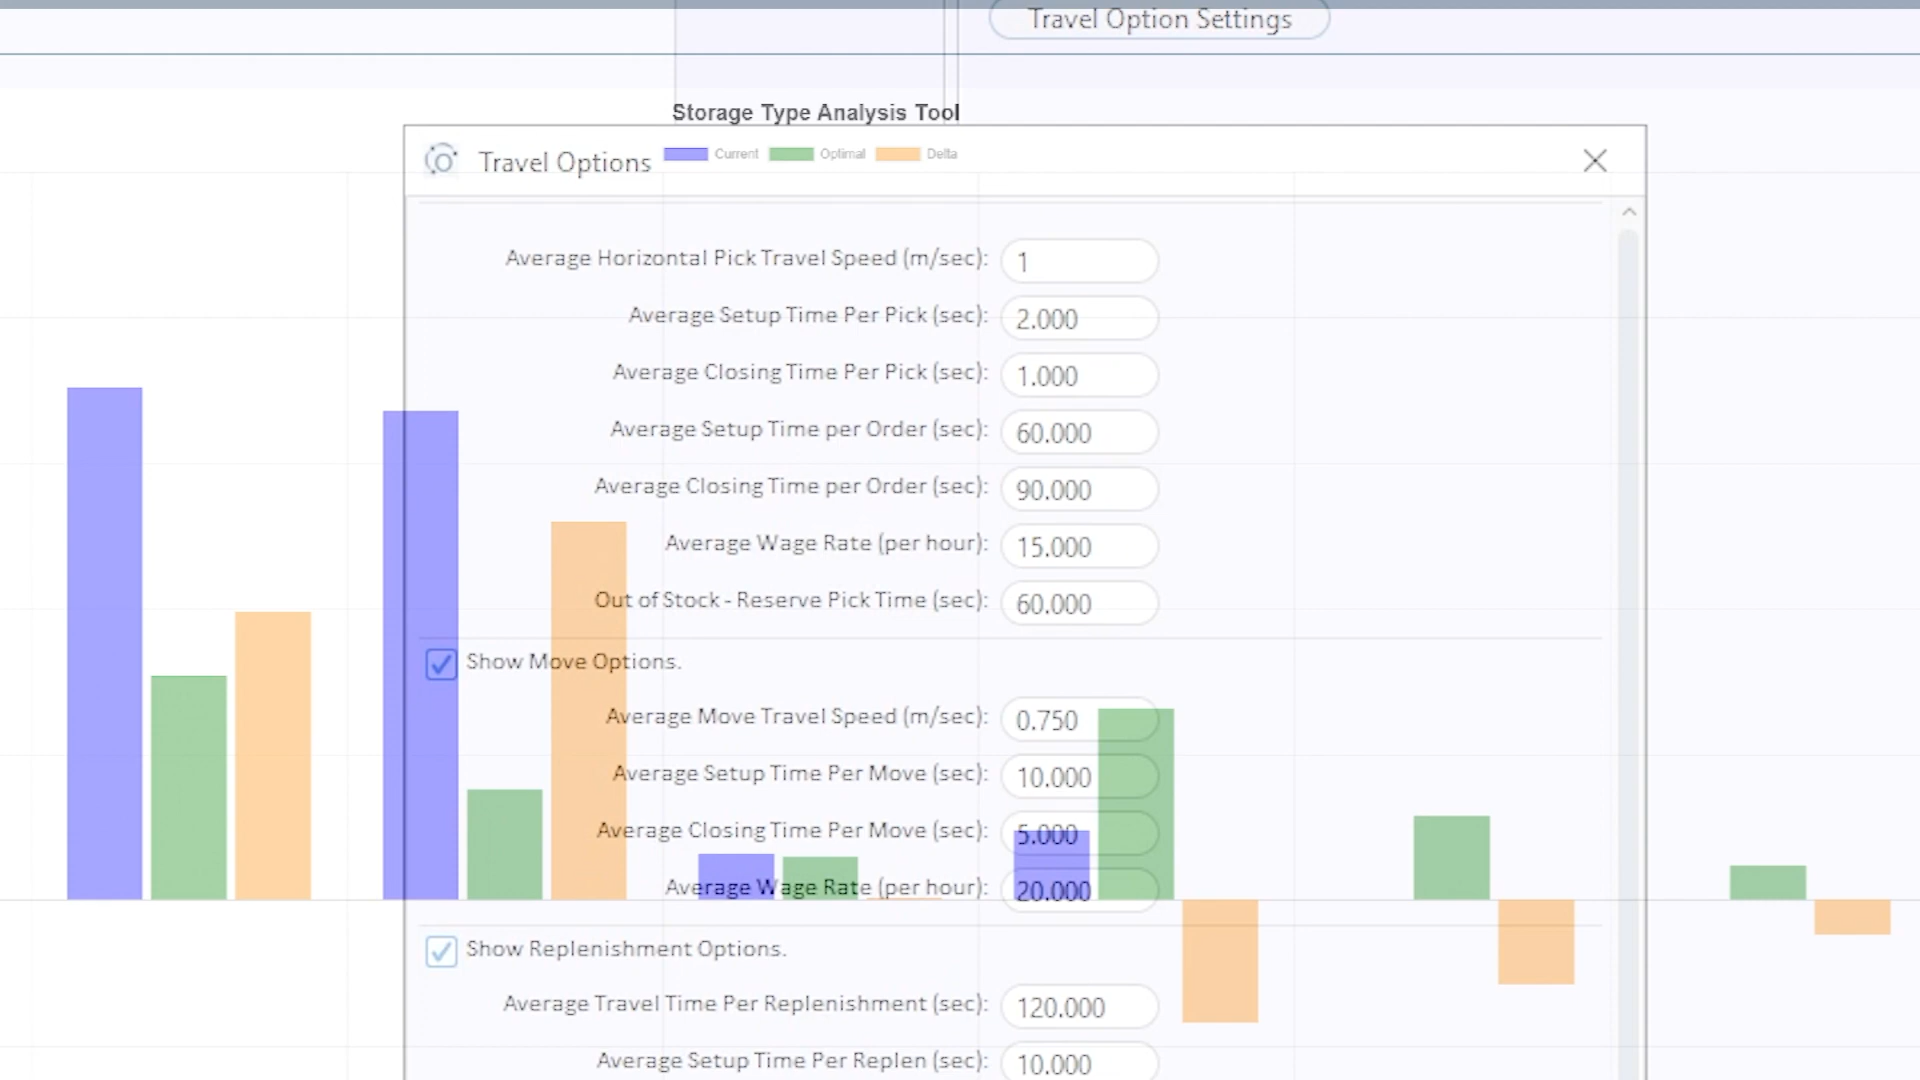 Travel Option Settings
Storage Type Analysis Tool
Travel Options
Current Optimal Delta
Average Horizontal Pick Travel Speed (m/sec): 1
Average Setup Time Per Pick (sec): 2.000
Average Closing Time Per Pick (sec): 1.000
Average Setup Time per Order (sec): 60.000
Average Closing Time per Order (sec): 90.000
Average Wage Rate (per hour): 15.000
Out of Stock - Reserve Pick Time (sec): 60.000
Show Move Options.
Average Move Travel Speed (m/sec): 0.750
Average Setup Time Per Move (sec): 10.000
Average Closing Time Per Move (sec): 5.000
Average Wage Rate (per hour): 20.000
Show Replenishment Options.
Average Travel Time Per Replenishment (sec): 120.000
Average Setup Time Per Replen (sec): 10.000